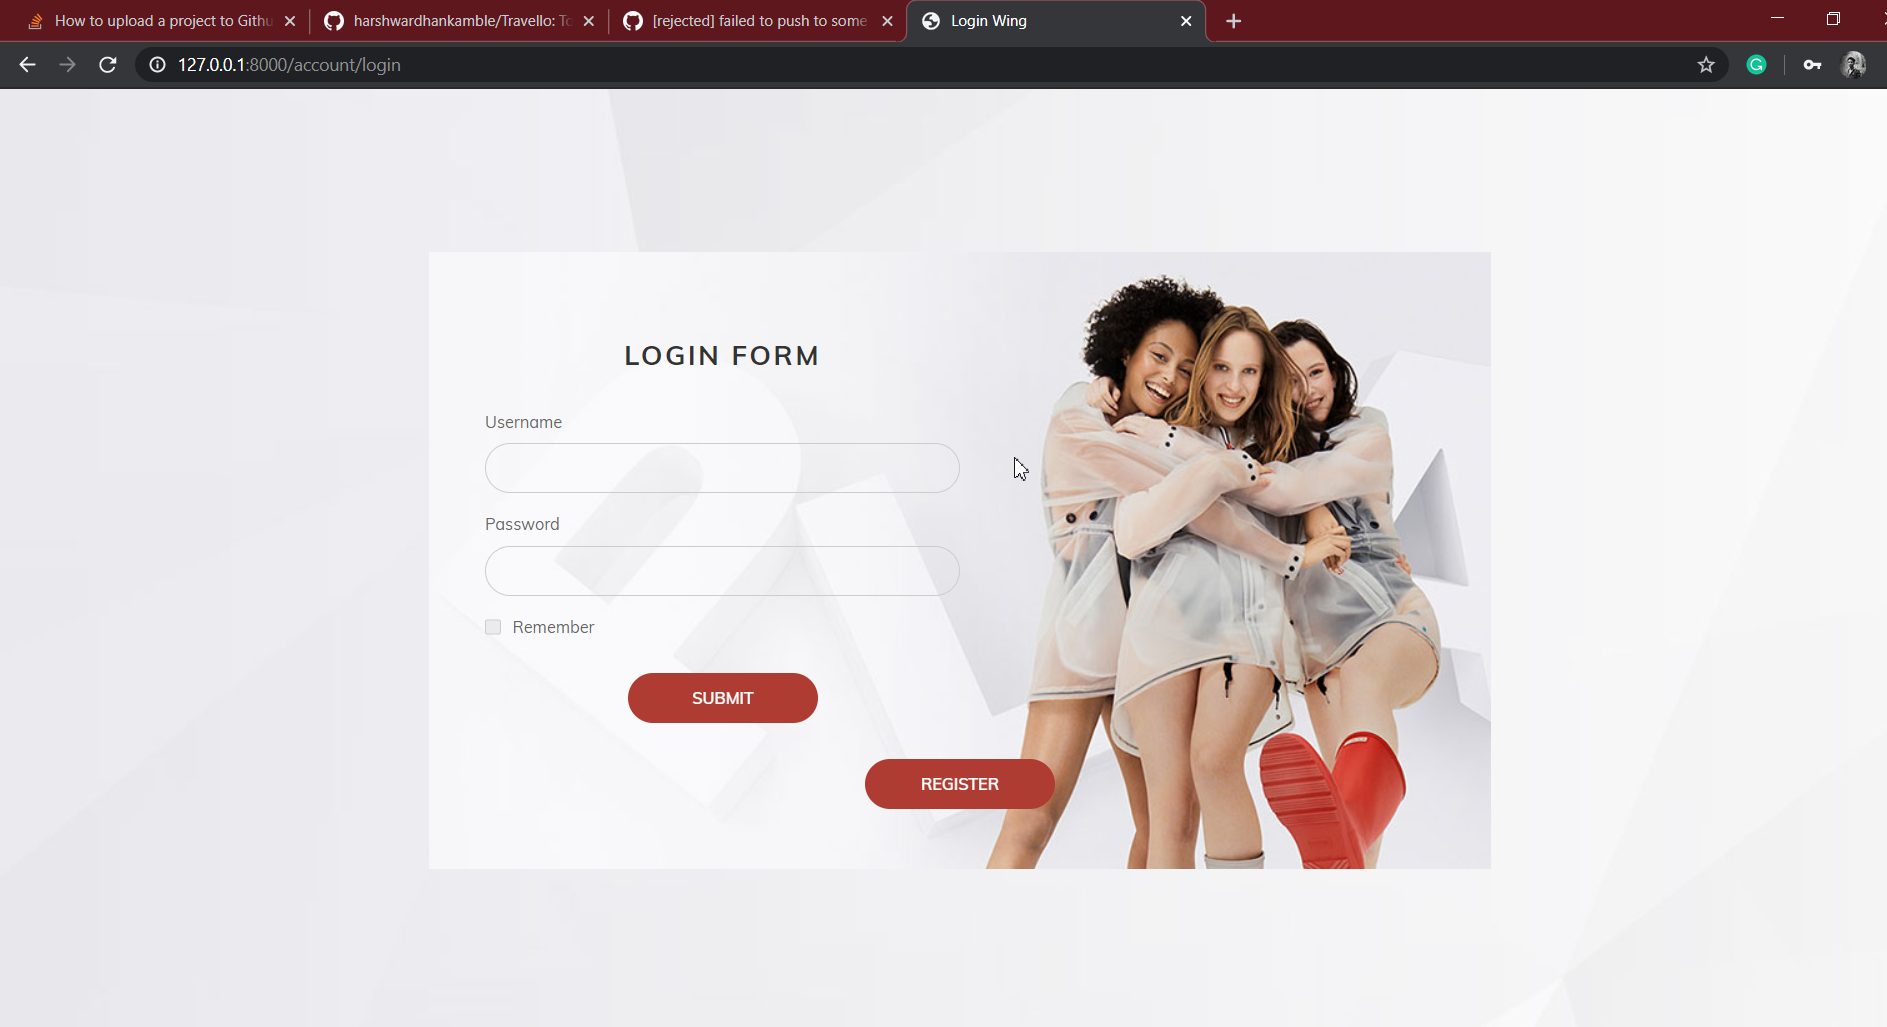 How to upload a project to Githu
harshwardhankamble/Travello: To
[rejected] failed to push to some
Login Wing
127.0.0.1:8000/account/login
LOGIN FORM
Username
Password
Remember
SUBMIT
REGISTER